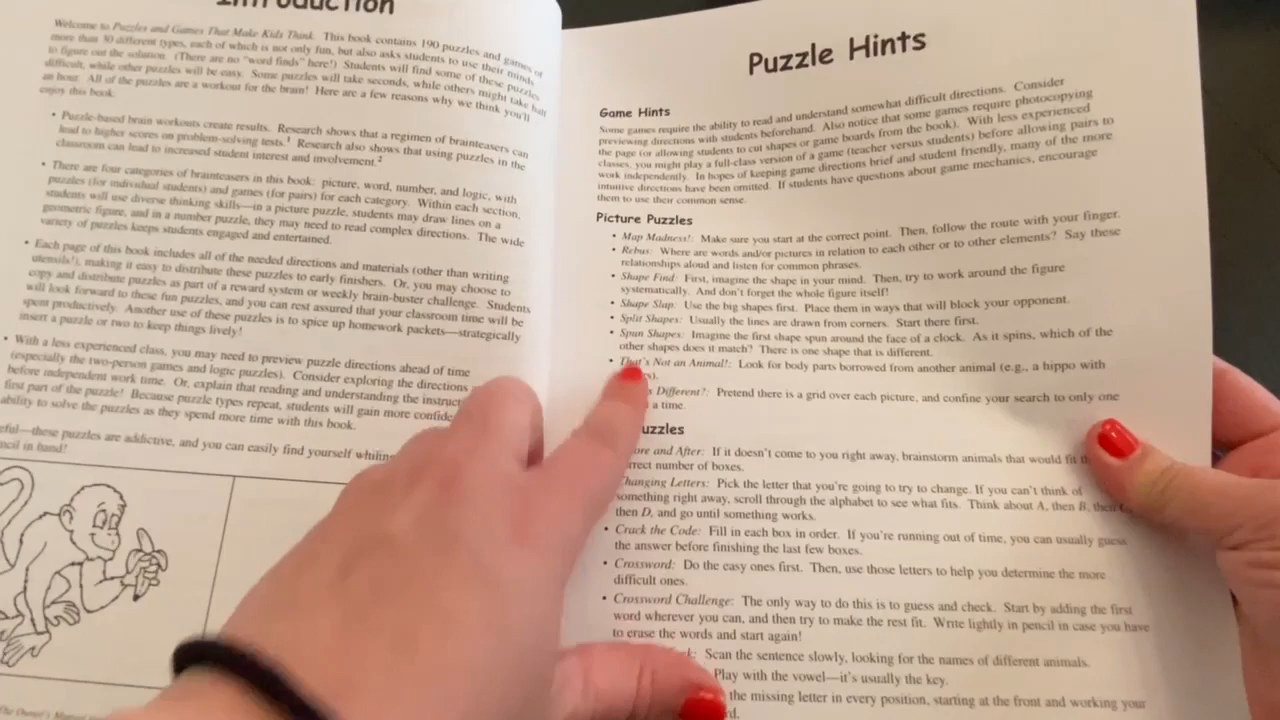 Introduction
Welcome to Puzzles and Games That Make Kids Think. This book contains 190 puzzles and games of
more than 30 different types, each of which is not only fun, but also asks students to use their minds
to figure out the solution. (There are no "word finds" here!) Students will find some of these puzzles
difficult, while other puzzles will be easy. Some puzzles will take seconds, while others might take half
an hour. All of the puzzles are a workout for the brain! Here are a few reasons why we think you'll
enjoy this book:
• Puzzle-based brain workouts create results. Research shows that a regimen of brainteasers can
lead to higher scores on problem-solving tests.1 Research also shows that using puzzles in the
classroom can lead to increased student interest and involvement.2
• There are four categories of brainteasers in this book: picture, word, number, and logic, with
puzzles (for individual students) and games (for pairs) for each category. Within each section,
students will use diverse thinking skills—in a picture puzzle, students may draw lines on a
geometric figure, and in a number puzzle, they may need to read complex directions. The wide
variety of puzzles keeps students engaged and entertained.
• Each page of this book includes all of the needed directions and materials (other than writing
utensils!), making it easy to distribute these puzzles to early finishers. Or, you may choose to
copy and distribute puzzles as part of a reward system or weekly brain-buster challenge. Students
will look forward to these fun puzzles, and you can rest assured that your classroom time will be
spent productively. Another use of these puzzles is to spice up homework packets—strategically
insert a puzzle or two to keep things lively!
• With a less experienced class, you may need to preview puzzle directions ahead of time
(especially the two-person games and logic puzzles). Consider exploring the directions
before independent work time. Or, explain that reading and understanding the instruct
first part of the puzzle! Because puzzle types repeat, students will gain more confide
ability to solve the puzzles as they spend more time with this book.
eful—these puzzles are addictive, and you can easily find yourself whiling
ncil in hand!
Puzzle Hints
Game Hints
Some games require the ability to read and understand somewhat difficult directions. Consider
previewing directions with students beforehand. Also notice that some games require photocopying
the page (or allowing students to cut shapes or game boards from the book). With less experienced
classes, you might play a full-class version of a game (teacher versus students) before allowing pairs to
work independently. In hopes of keeping game directions brief and student friendly, many of the more
intuitive directions have been omitted. If students have questions about game mechanics, encourage
them to use their common sense.
Picture Puzzles
• Map Madness!: Make sure you start at the correct point. Then, follow the route with your finger.
• Rebus: Where are words and/or pictures in relation to each other or to other elements? Say these
relationships aloud and listen for common phrases.
• Shape Find: First, imagine the shape in your mind. Then, try to work around the figure
systematically. And don't forget the whole figure itself!
• Shape Slap: Use the big shapes first. Place them in ways that will block your opponent.
• Split Shapes: Usually the lines are drawn from corners. Start there first.
• Spun Shapes: Imagine the first shape spun around the face of a clock. As it spins, which of the
other shapes does it match? There is one shape that is different.
• That's Not an Animal!: Look for body parts borrowed from another animal (e.g., a hippo with
rs).
s Different?: Pretend there is a grid over each picture, and confine your search to only one
a time.
uzzles
ore and After: If it doesn't come to you right away, brainstorm animals that would fit th
rrect number of boxes.
Changing Letters: Pick the letter that you're going to try to change. If you can't think of
something right away, scroll through the alphabet to see what fits. Think about A, then B, then C,
then D, and go until something works.
• Crack the Code: Fill in each box in order. If you're running out of time, you can usually guess
the answer before finishing the last few boxes.
• Crossword: Do the easy ones first. Then, use those letters to help you determine the more
difficult ones.
• Crossword Challenge: The only way to do this is to guess and check. Start by adding the first
word wherever you can, and then try to make the rest fit. Write lightly in pencil in case you have
to erase the words and start again!
k: Scan the sentence slowly, looking for the names of different animals.
Play with the vowel—it's usually the key.
the missing letter in every position, starting at the front and working your
rd.